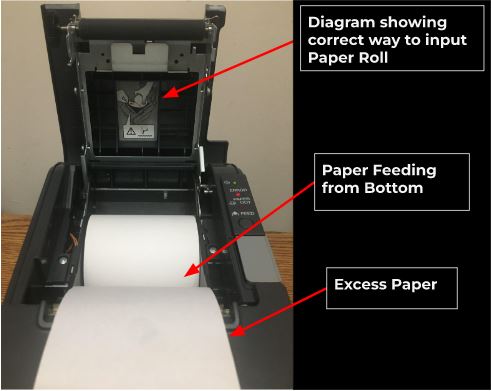 Diagram showing
correct way to input
Paper Roll
Paper Feeding
from Bottom
ERROR
PAPER
OUT
FEED
Excess Paper